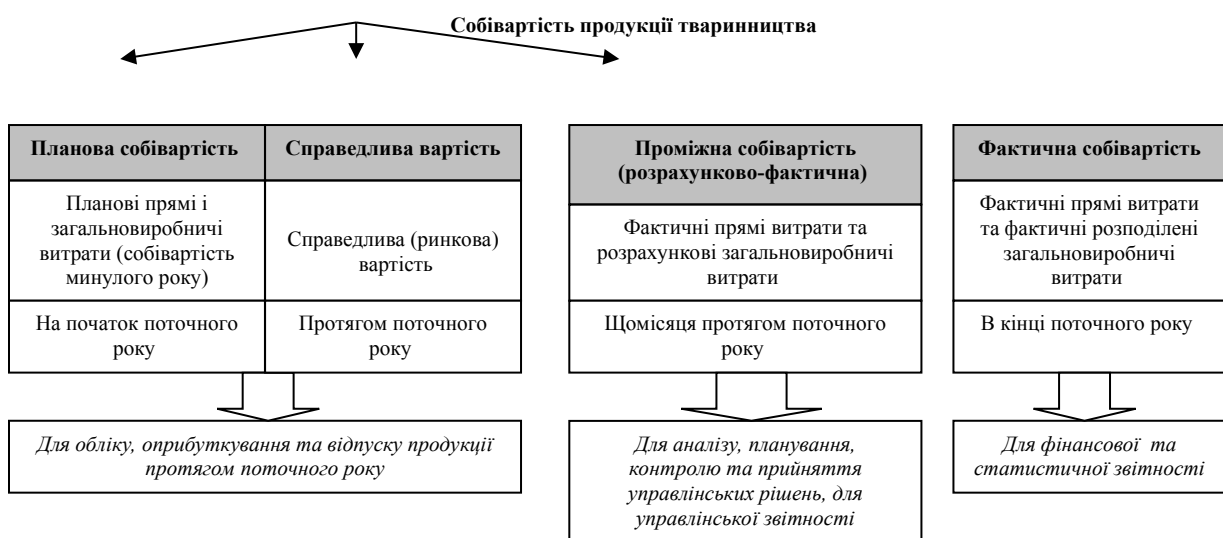 Собівартість продукції тваринництва
Планова собівартість
Справедлива вартість
Проміжна собівартість
(розрахунково-фактична)
Фактична собівартість
Планові прямі і
загальновиробничі
витрати (собівартість
минулого року)
Справедлива (ринкова)
вартість
Фактичні прямі витрати та
розрахункові загальновиробничі
витрати
Фактичні прямі витрати
та фактичні розподілені
загальновиробничі
витрати
На початок поточного
року
Протягом поточного
року
Щомісяця протягом поточного
року
В кінці поточного року
Для обліку, оприбуткування та відпуску продукції
протягом поточного року
Для аналізу, планування,
контролю та прийняття
управлінських рішень, для
управлінської звітності
Для фінансової та
статистичної звітності